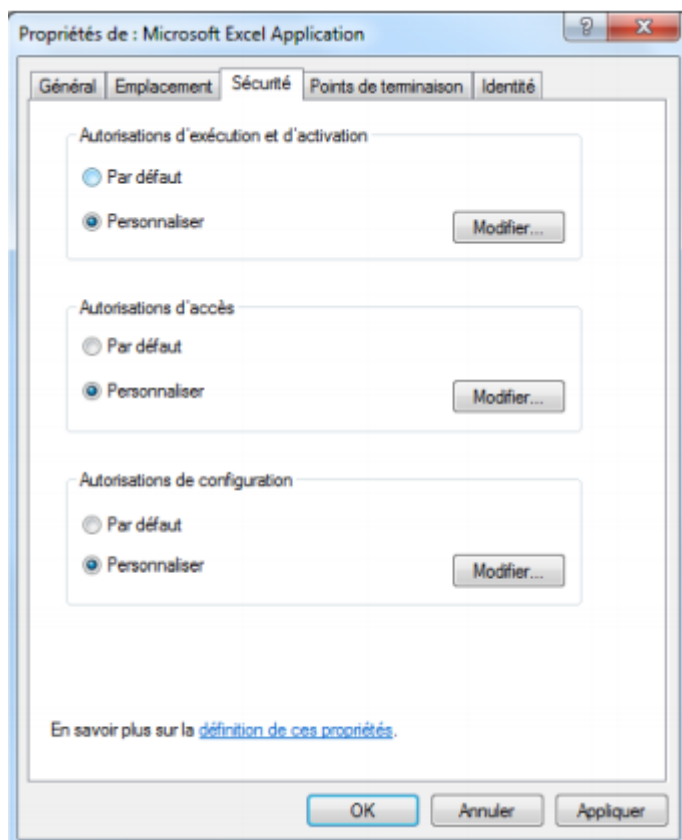 Propriétés de : Microsoft Excel Application
Général Emplacement Sécurité Points de terminaison Identité
Autorisations d'exécution et d'activation
Par défaut
Personnaliser Modifier...
Autorisations d'accès
Par défaut
Personnaliser Modifier...
Autorisations de configuration
Par défaut
Personnaliser Modifier...
En savoir plus sur la définition de ces propriétés.
OK Annuler Appliquer